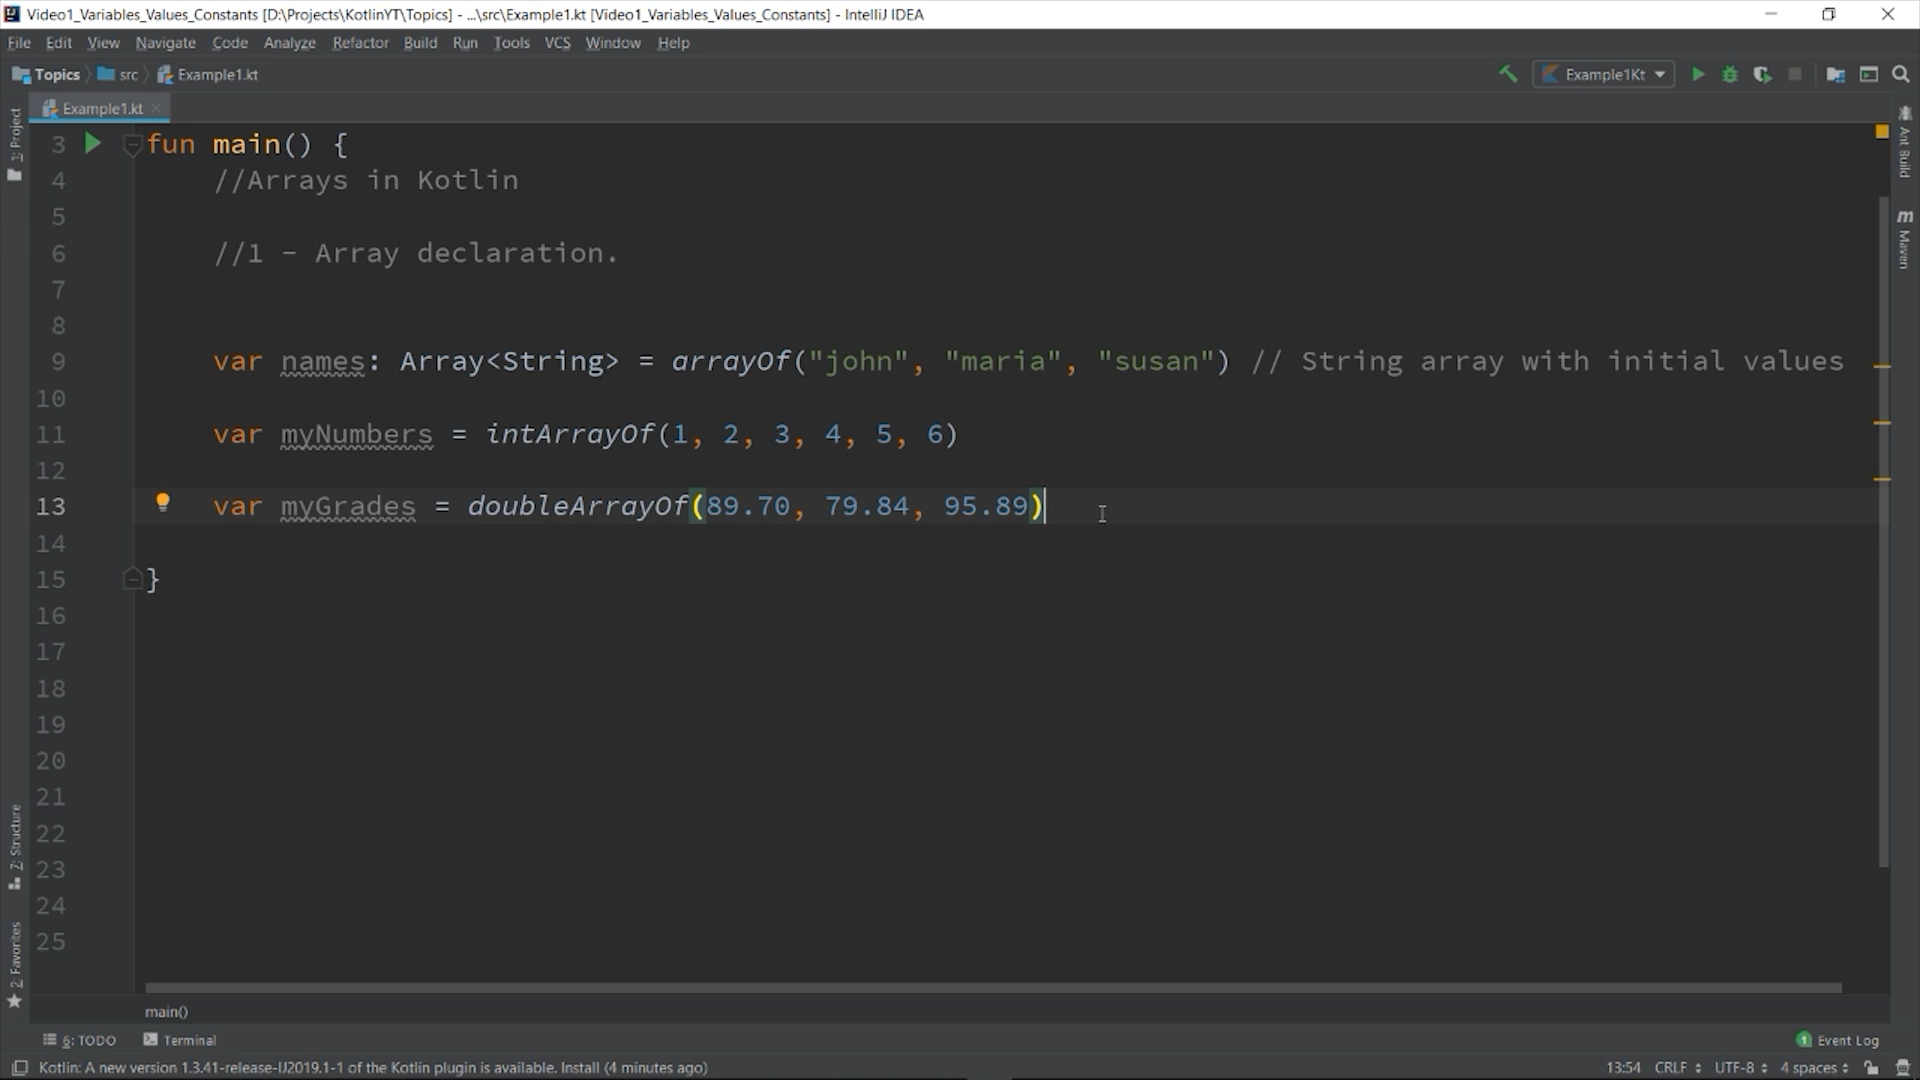 Video1_Variables_Values_Constants [D:\Projects\KotlinYT\Topics] - ...\src\Example1.kt [Video1_Variables_Values_Constants] - IntelliJ IDEA
File Edit View Navigate Code Analyze Refactor Build Run Tools VCS Window Help
Topics src Example1.kt Example1Kt
Example1.kt
1: Project
Ant Build
Maven
3 fun main() {
4 //Arrays in Kotlin
5
6 //1 - Array declaration.
7
8
9 var names: Array<String> = arrayOf("john", "maria", "susan") // String array with initial values
10
11 var myNumbers = intArrayOf(1, 2, 3, 4, 5, 6)
12
13 var myGrades = doubleArrayOf(89.70, 79.84, 95.89)
14
15 }
16
17
18
19
20
21
22
23
24
25
7: Structure
2: Favorites
main()
6: TODO Terminal 1 Event Log
Kotlin: A new version 1.3.41-release-IJ2019.1-1 of the Kotlin plugin is available. Install (4 minutes ago) 13:54 CRLF UTF-8 4 spaces